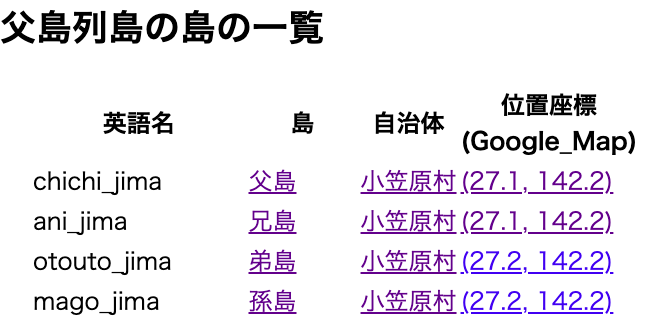 父島列島の島の一覧
英語名 島 自治体 位置座標
(Google_Map)
chichi_jima 父島 小笠原村 (27.1, 142.2)
ani_jima 兄島 小笠原村 (27.1, 142.2)
otouto_jima 弟島 小笠原村 (27.2, 142.2)
mago_jima 孫島 小笠原村 (27.2, 142.2)